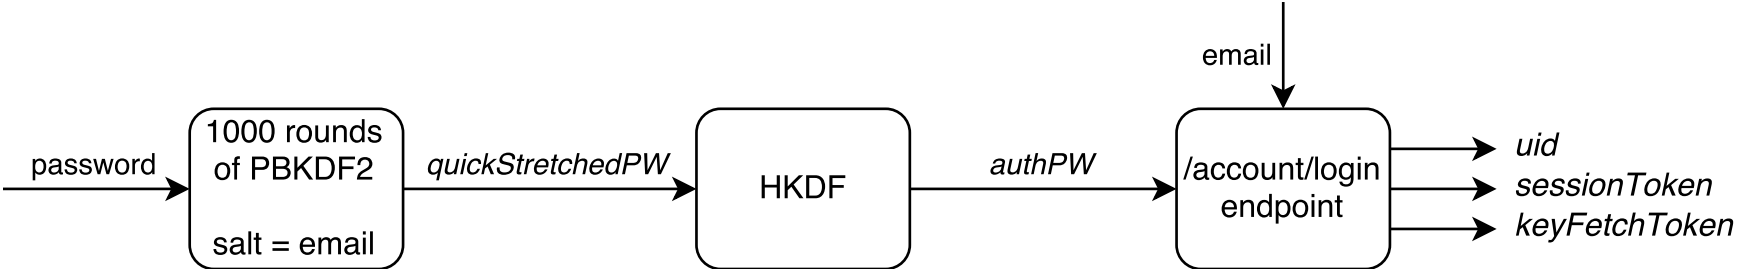 email
password
1000 rounds
of PBKDF2
salt = email
quickStretchedPW
HKDF
authPW
/account/login
endpoint
uid
sessionToken
keyFetchToken